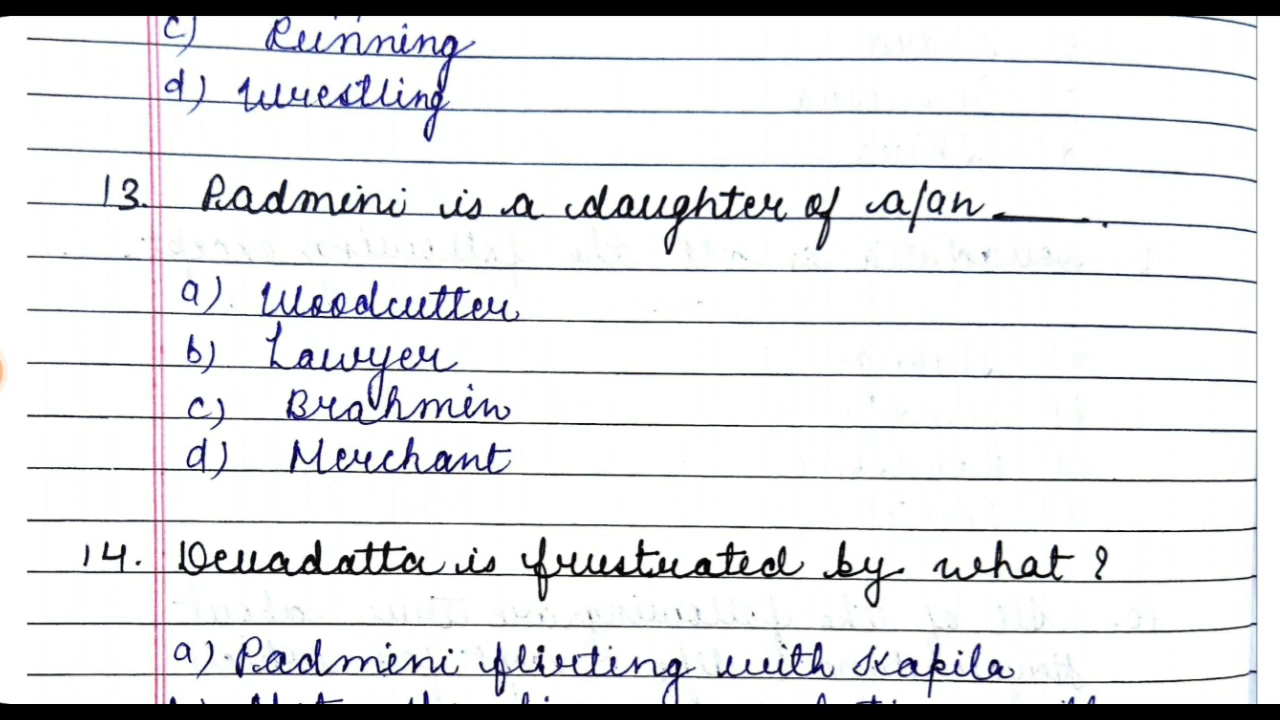 c) Running
d) Wrestling
13. Padmini is a daughter of a/an ____.
a) Woodcutter
b) Lawyer
c) Brahmin
d) Merchant
14. Devadatta is frustrated by what ?
a) Padmini flirting with Kapila